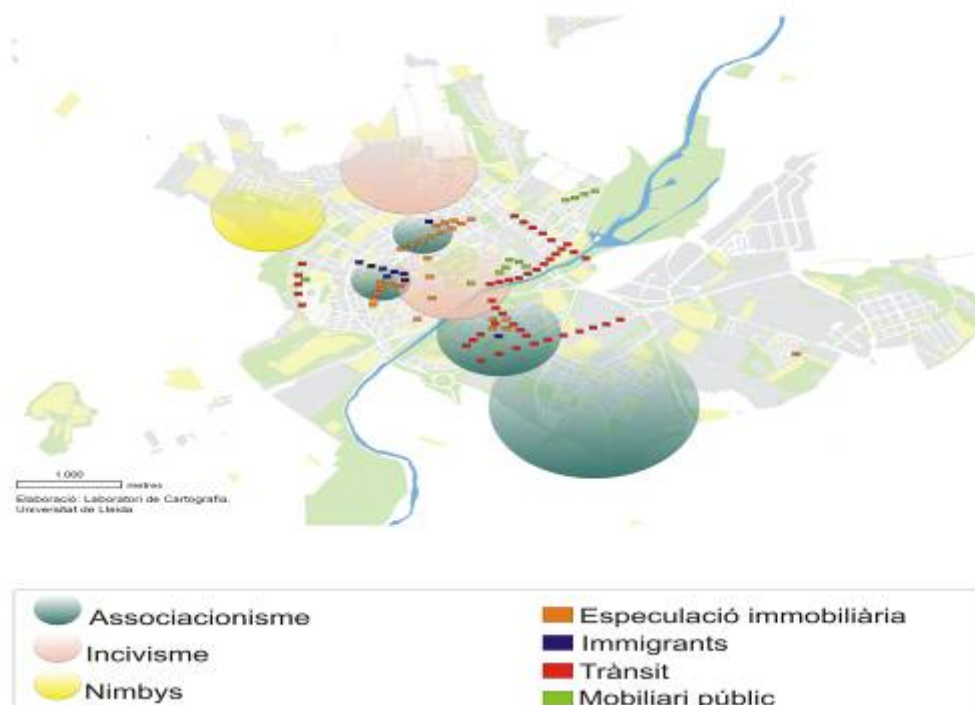 1.000
metres
Elaboració: Laboratori de Cartografia.
Universitat de Lleida
Associacionisme
Incivisme
Nimbys
Especulació immobiliària
Immigrants
Trànsit
Mobiliari públic